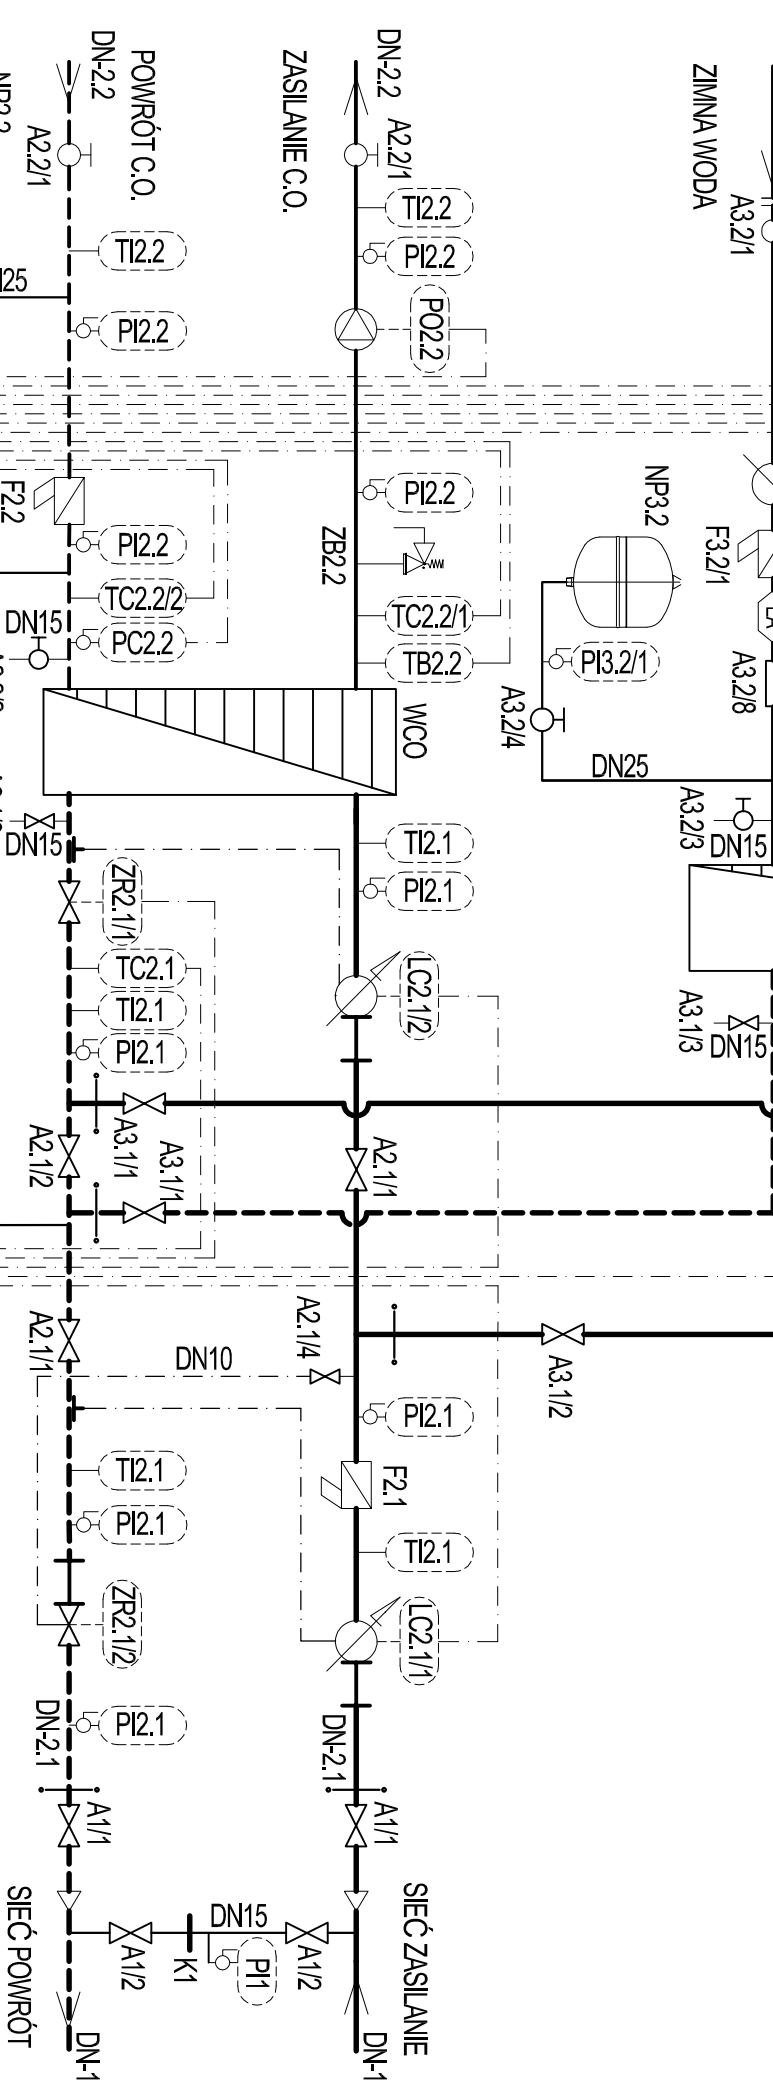 ZIMNA WODA
A3.2/1
F3.2/1
A3.2/8
NP3.2
PI3.2/1
A3.2/4
DN25
A3.2/3
DN15
A3.1/3
DN15
DN-2.2
ZASILANIE C.O.
A2.2/1
TI2.2
PI2.2
PO2.2
PI2.2
ZB2.2
TC2.2/1
TB2.2
WCO
TI2.1
PI2.1
LC2.1/2
A2.1/1
A3.1/2
A2.1/4
DN10
PI2.1
F2.1
TI2.1
LC2.1/1
DN-2.1
A1/1
SIEĆ ZASILANIE
DN-1
POWRÓT C.O.
DN-2.2
A2.2/1
TI2.2
PI2.2
F2.2
PI2.2
TC2.2/2
DN15
PC2.2
DN15
ZR2.1/1
TC2.1
TI2.1
PI2.1
A3.1/1
A3.1/1
A2.1/2
A2.1/1
TI2.1
PI2.1
ZR2.1/2
PI2.1
DN-2.1
A1/1
DN15
A1/2
PI1
K1
A1/2
SIEĆ POWRÓT
DN-1